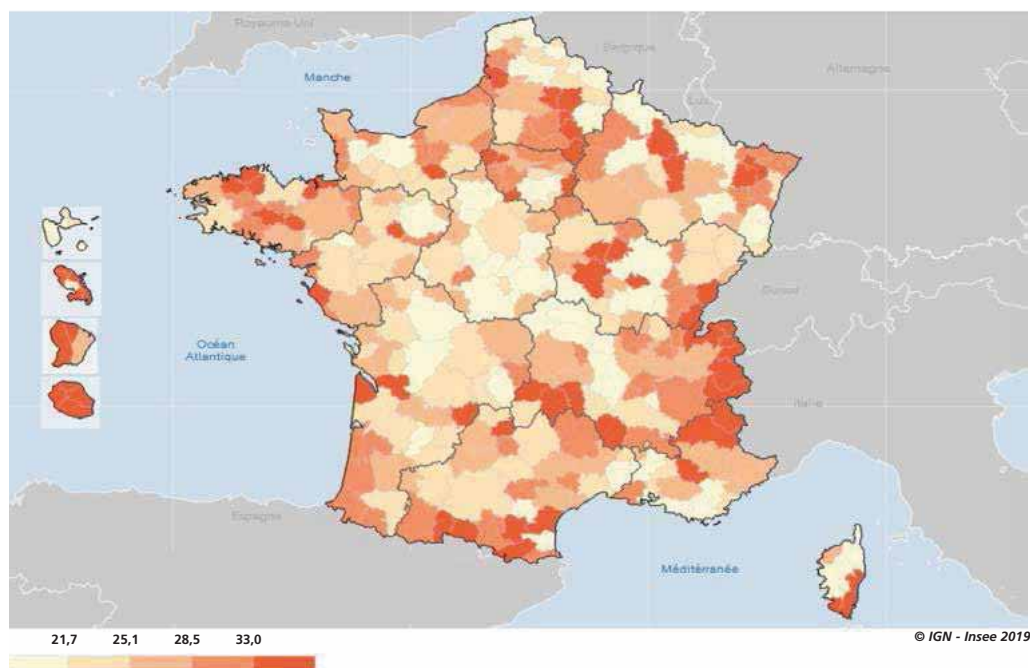 Royaume-Uni
Belgique
Allemagne
Manche
Lux.
Suisse
Océan
Atlantique
Italie
Espagne
Méditerranée
21,7 25,1 28,5 33,0
© IGN - Insee 2019